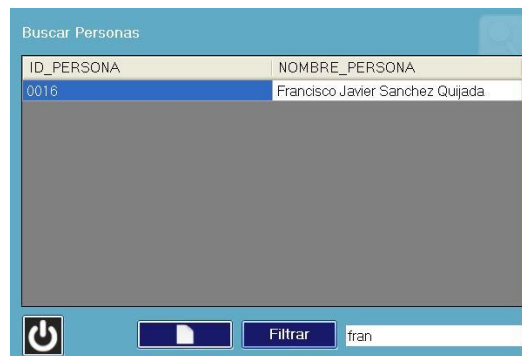 Buscar Personas
ID_PERSONA NOMBRE_PERSONA
0016 Francisco Javier Sanchez Quijada
Filtrar fran